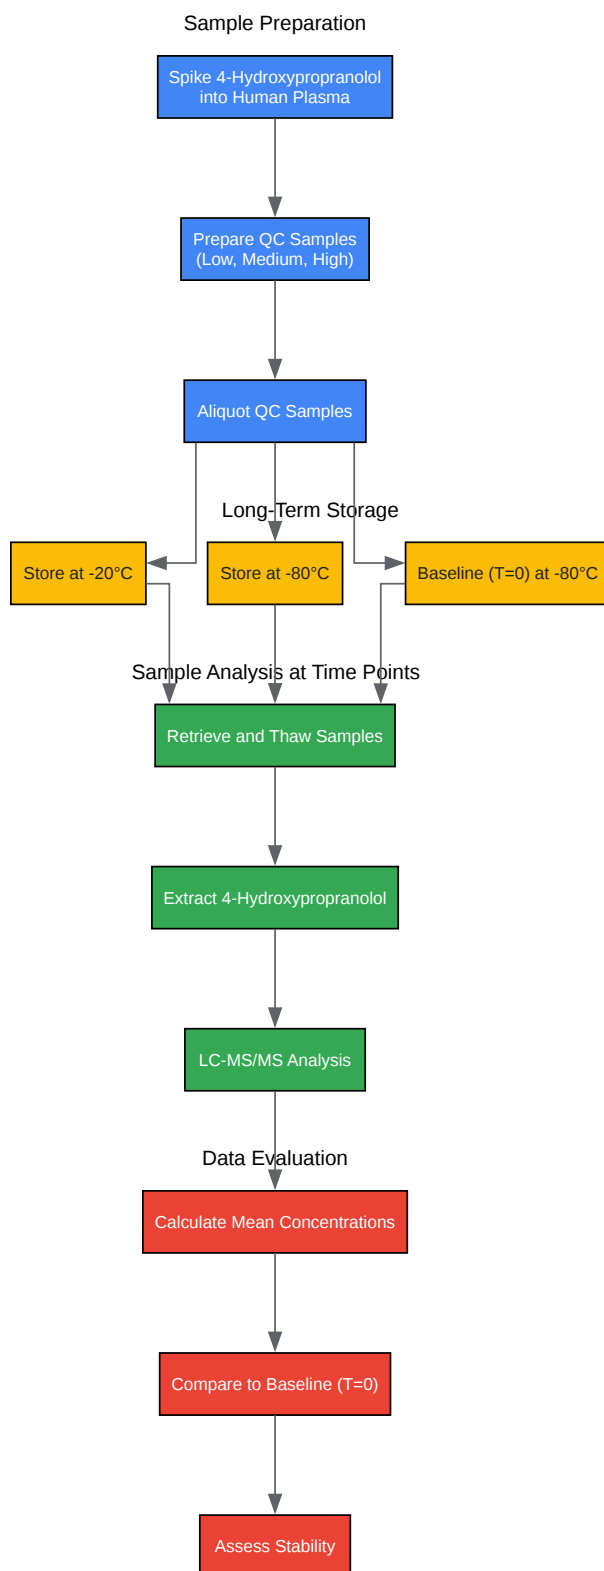 Sample Preparation
Spike 4-Hydroxypropranolol
into Human Plasma
Prepare QC Samples
(Low, Medium, High)
Aliquot QC Samples
Long-Term Storage
Store at -20°C
Store at -80°C
Baseline (T=0) at -80°C
Sample Analysis at Time Points
Retrieve and Thaw Samples
Extract 4-Hydroxypropranolol
LC-MS/MS Analysis
Data Evaluation
Calculate Mean Concentrations
Compare to Baseline (T=0)
Assess Stability